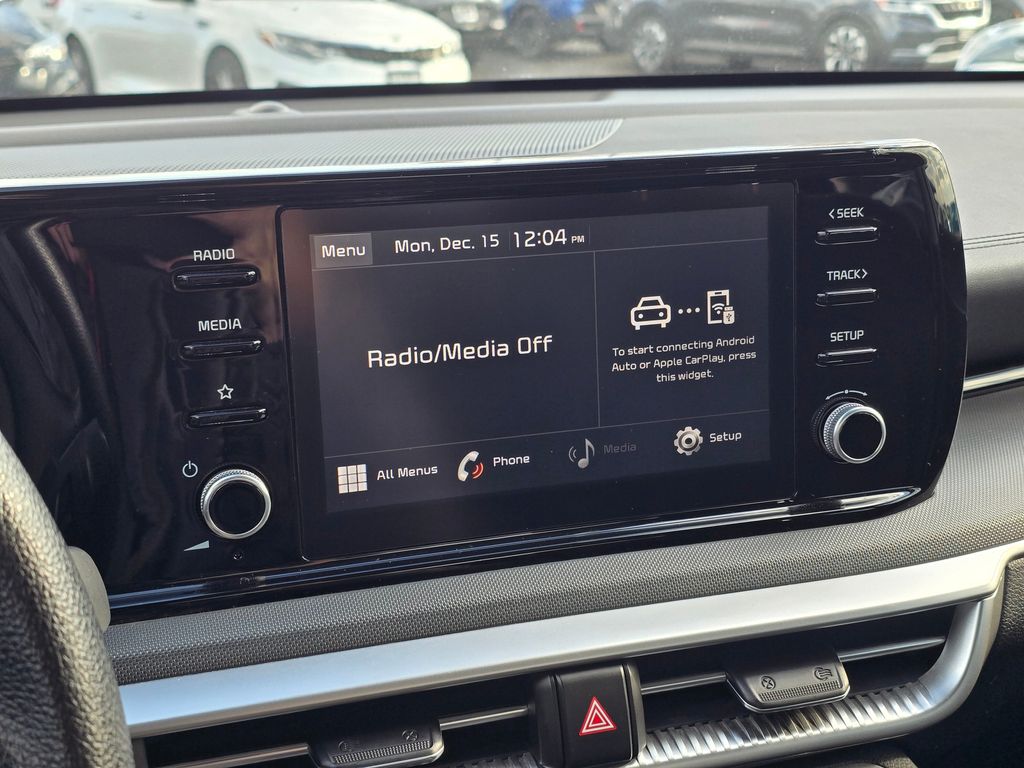 RADIO
MEDIA
Menu
Mon, Dec. 15
12:04 PM
Radio/Media Off
To start connecting Android
Auto or Apple CarPlay, press
this widget.
All Menus
Phone
Media
Setup
< SEEK
TRACK >
SETUP